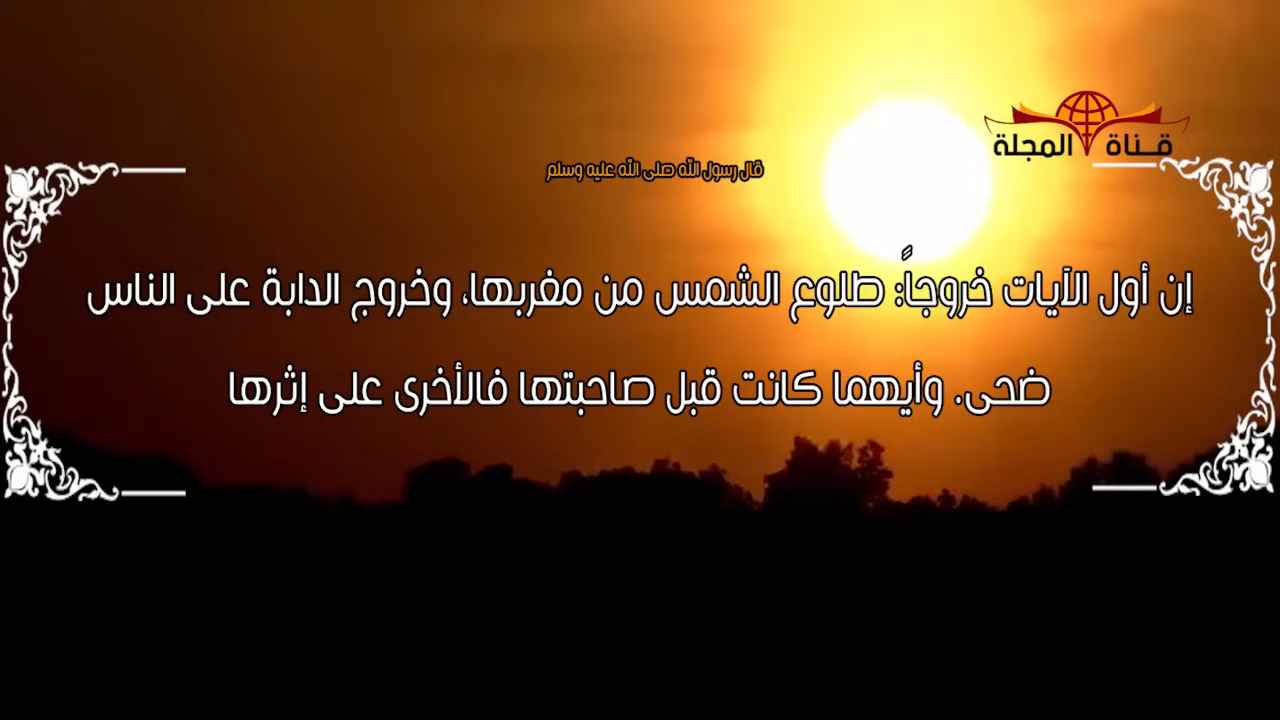 قناة المجلة
قال رسول الله صلى الله عليه وسلم
إن أول الآيات خروجاً: طلوع الشمس من مغربها، وخروج الدابة على الناس
ضحى. وأيهما كانت قبل صاحبتها فالأخرى على إثرها